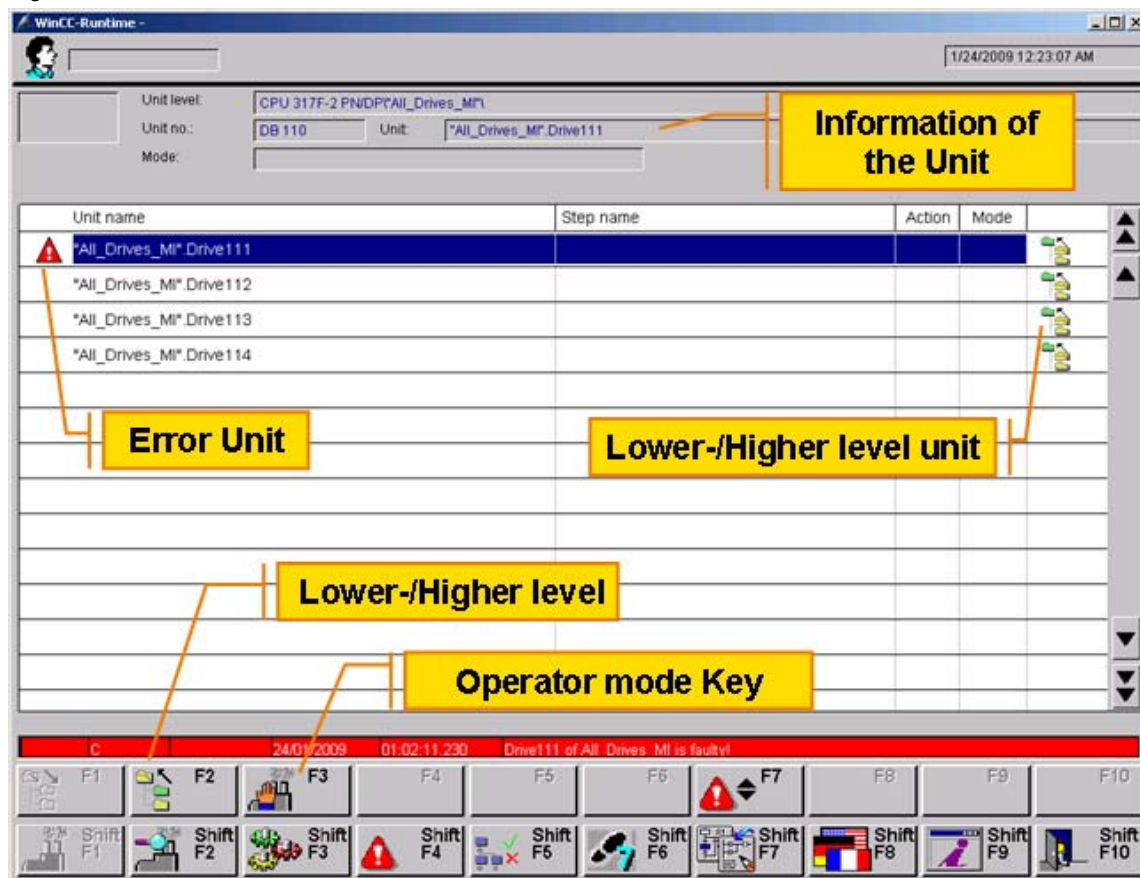 WinCC-Runtime -
1/24/2009 12:23:07 AM
Unit level: CPU 317F-2 PN/DP\"All_Drives_MI"\
Unit no.: DB 110 Unit: "All_Drives_MI".Drive111
Mode:
Information of
the Unit
Unit name Step name Action Mode
"All_Drives_MI".Drive111
"All_Drives_MI".Drive112
"All_Drives_MI".Drive113
"All_Drives_MI".Drive114
Error Unit
Lower-/Higher level unit
Lower-/Higher level
Operator mode Key
C 24/01/2009 01:02:11.230 Drive111 of All_Drives_MI is faulty!
F1 F2 F3 F4 F5 F6 F7 F8 F9 F10
Shift Shift Shift Shift Shift Shift Shift Shift Shift Shift
F1 F2 F3 F4 F5 F6 F7 F8 F9 F10